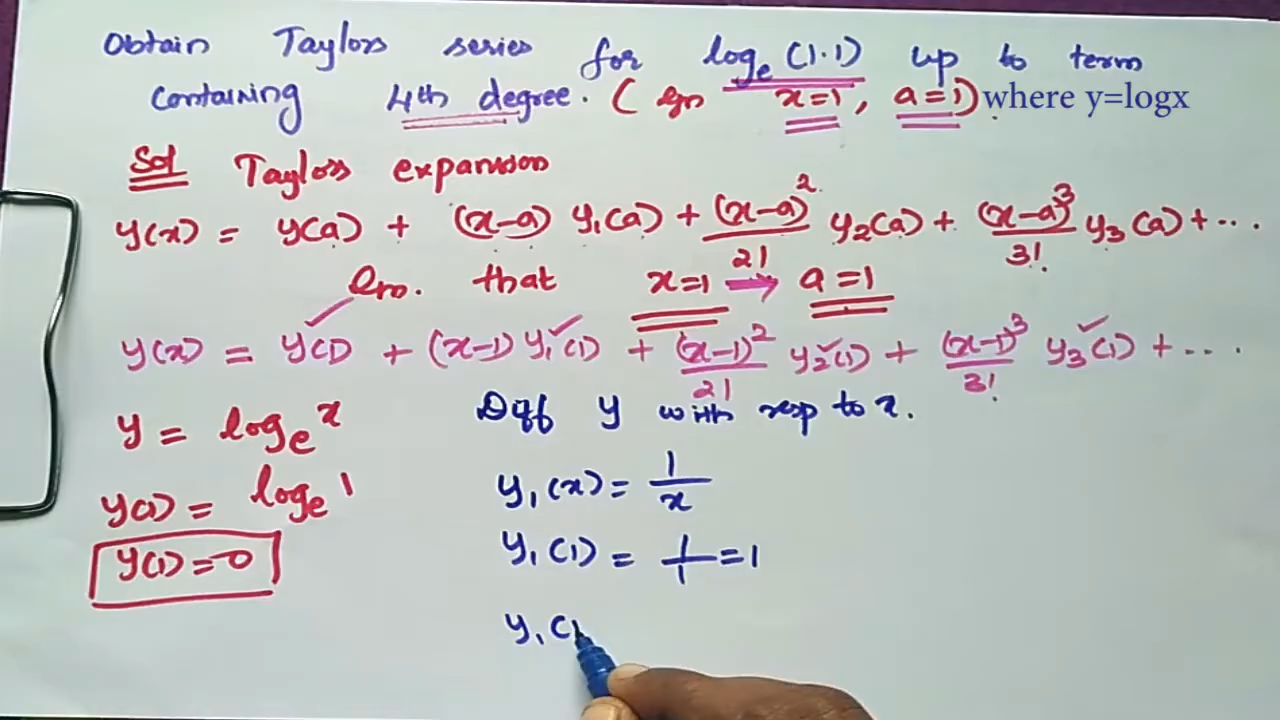 Obtain Taylors series for logₑ (1.1) up to term
containing 4th degree. ( x=1, a=1) where y=logx
Sol Taylors expansion
y(x) = y(a) + (x-a) y₁(a) + (x-a)²/2! y₂(a) + (x-a)³/3! y₃(a) + ...
that x=1 → a=1
y(x) = y(1) + (x-1) y₁(1) + (x-1)²/2! y₂(1) + (x-1)³/3! y₃(1) + ...
y = logₑ x
y(1) = logₑ 1
y(1) = 0
Diff y with resp to x.
y₁(x) = 1/x
y₁(1) = 1/1 = 1
y₁(1